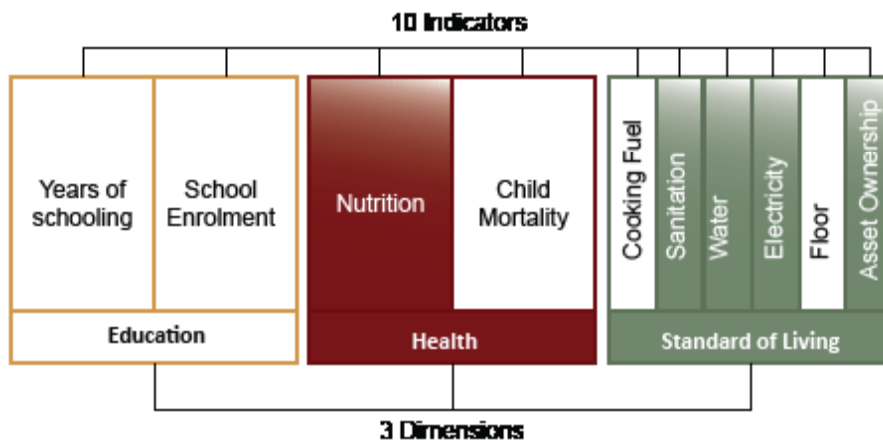 10 Indicators
Years of
schooling
School
Enrolment
Nutrition
Child
Mortality
Cooking Fuel
Sanitation
Water
Electricity
Floor
Asset Ownership
Education
Health
Standard of Living
3 Dimensions